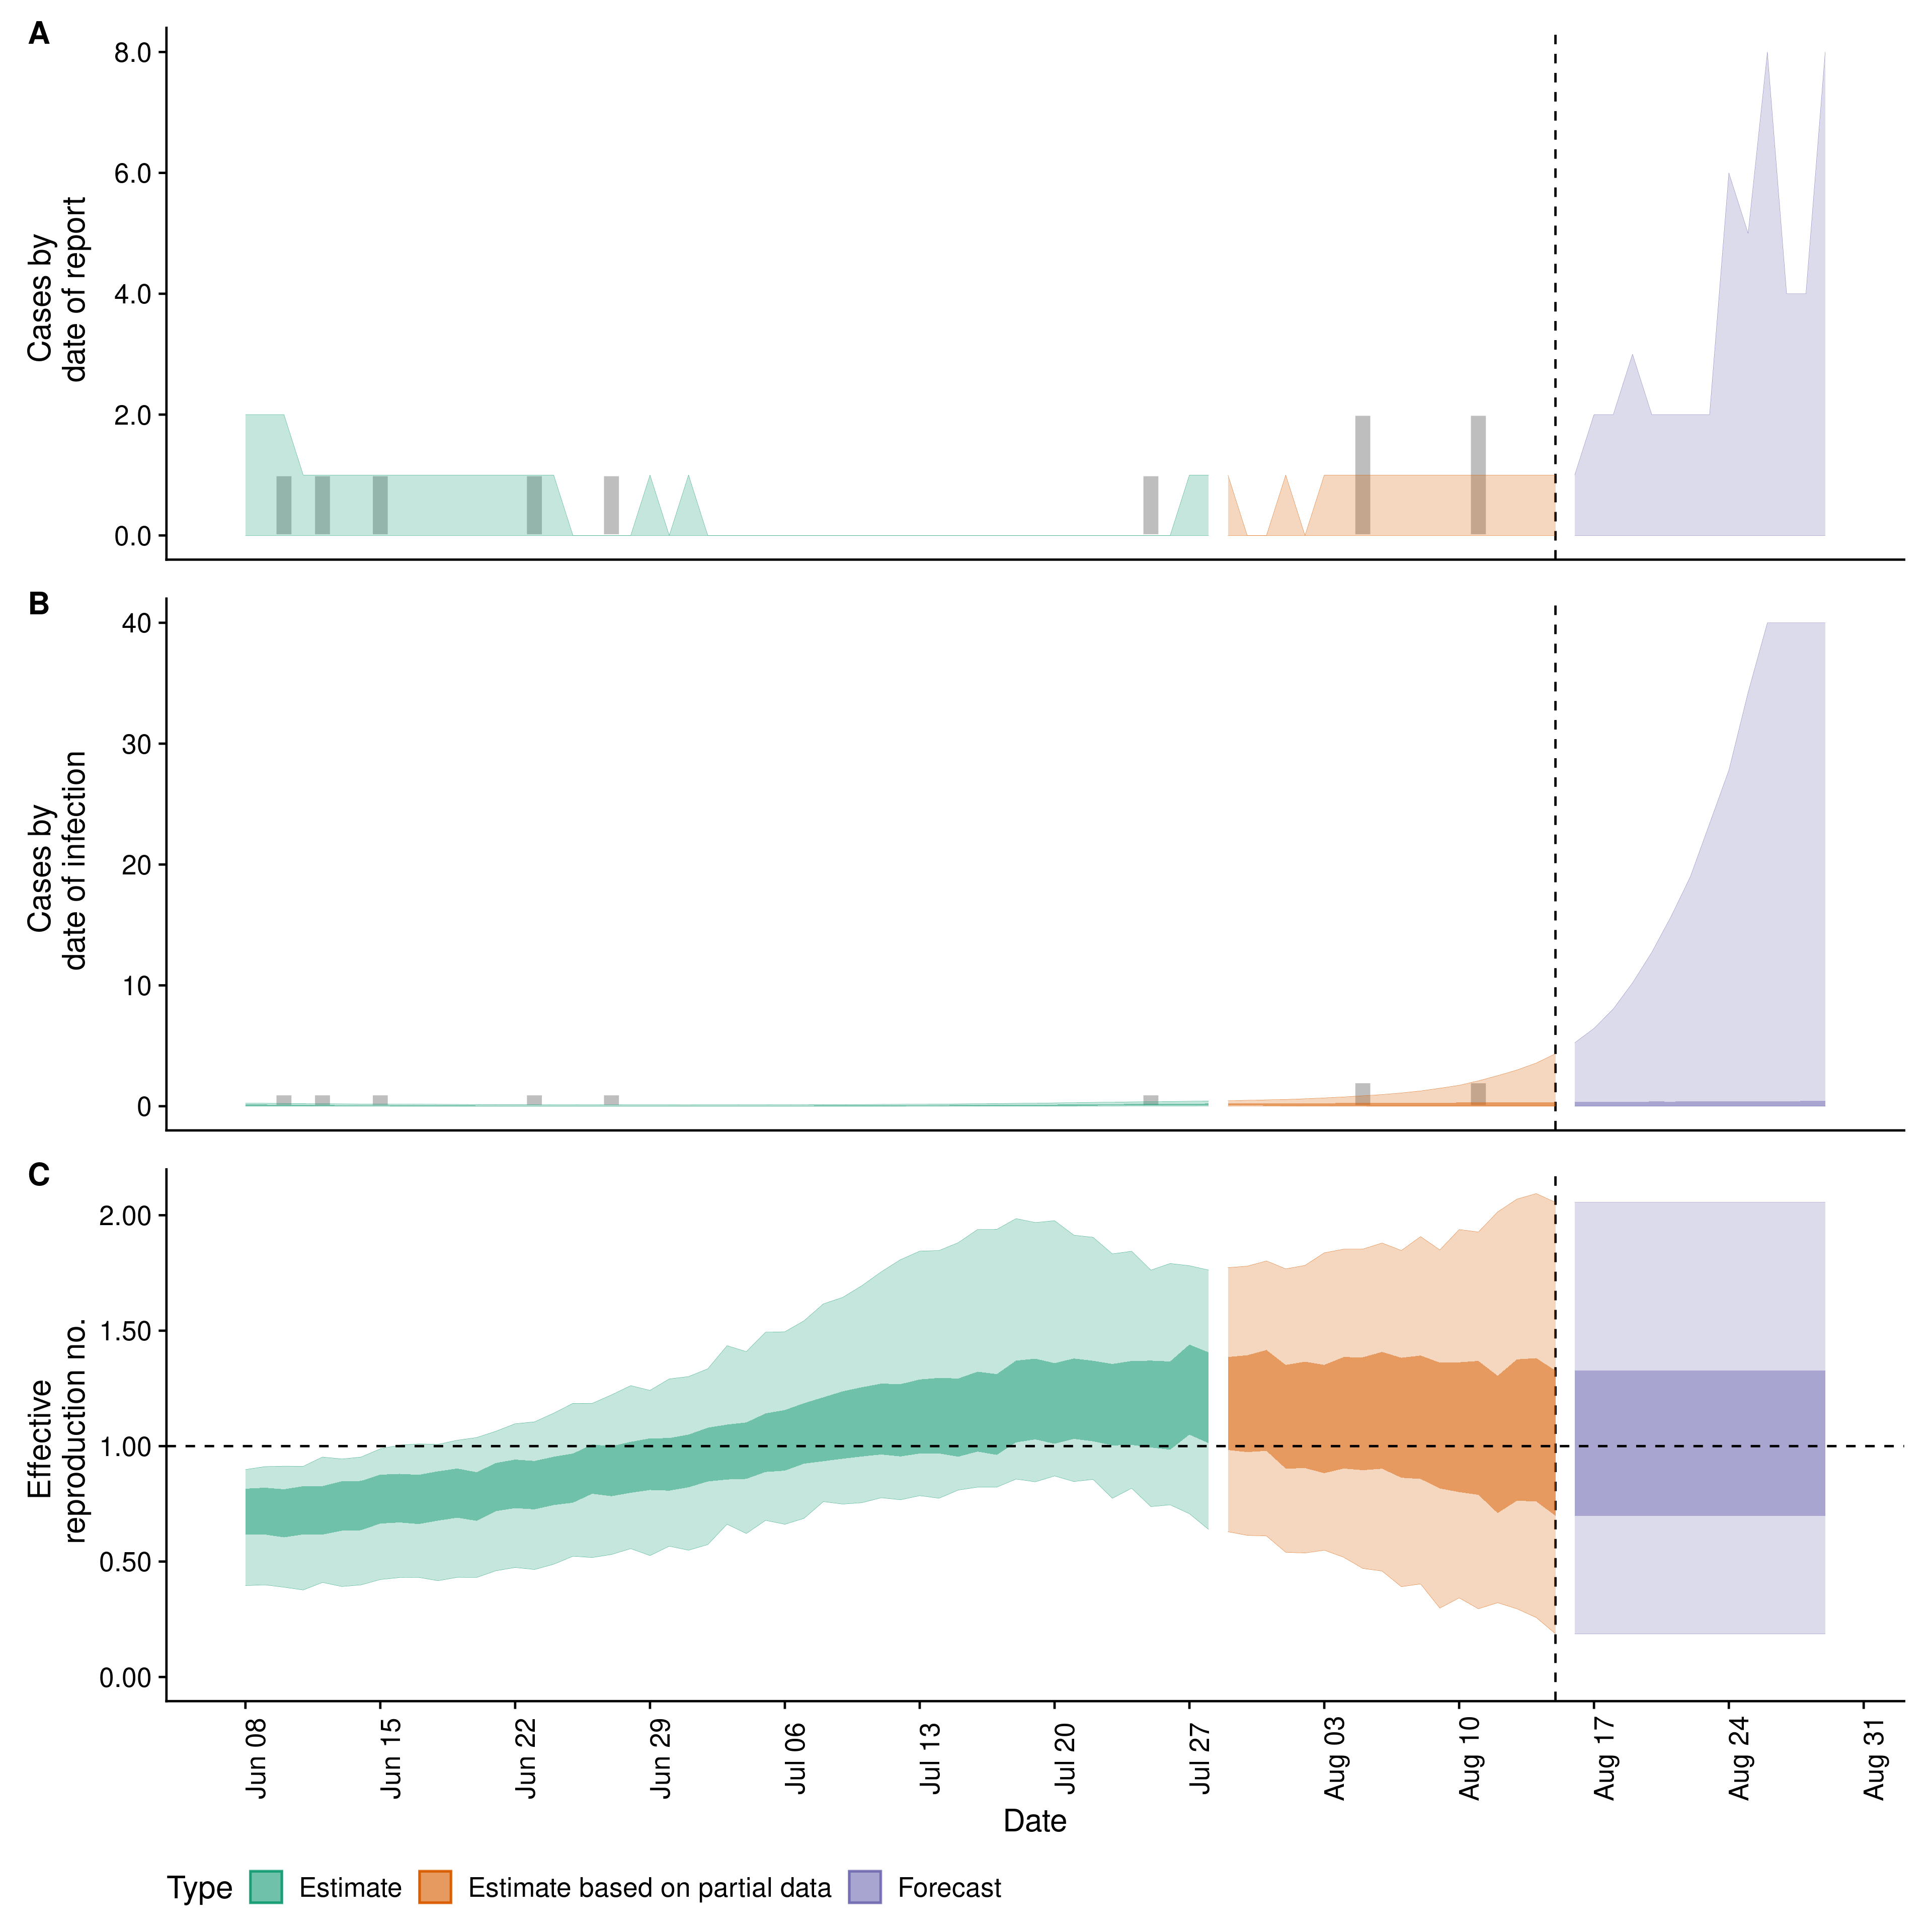 A
8.0
6.0
4.0
2.0
0.0
Cases by
date of report
B
40
30
20
10
0
Cases by
date of infection
C
2.00
1.50
1.00
0.50
0.00
Effective
reproduction no.
Jun 08
Jun 15
Jun 22
Jun 29
Jul 06
Jul 13
Jul 20
Jul 27
Aug 03
Aug 10
Aug 17
Aug 24
Aug 31
Date
Type Estimate Estimate based on partial data Forecast